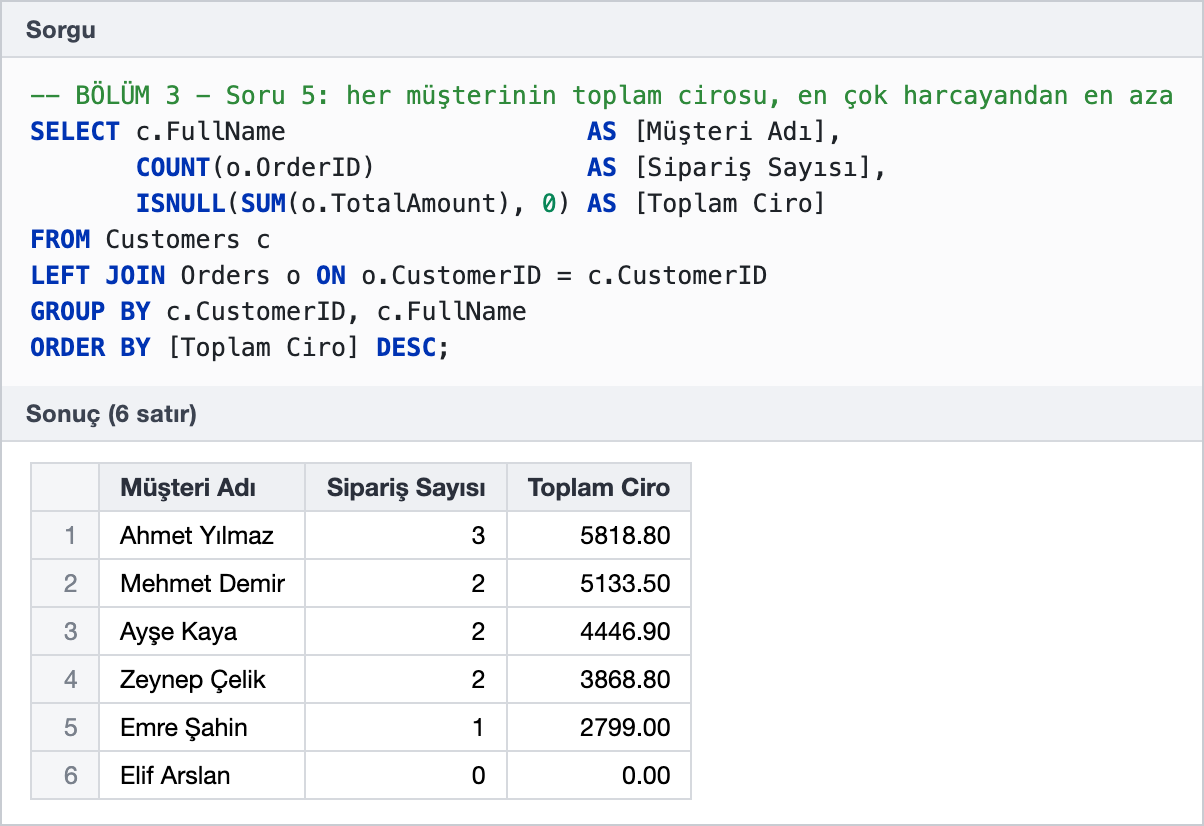 Sorgu
-- BÖLÜM 3 - Soru 5: her müşterinin toplam cirosu, en çok harcayandan en aza
SELECT c.FullName                    AS [Müşteri Adı],
       COUNT(o.OrderID)              AS [Sipariş Sayısı],
       ISNULL(SUM(o.TotalAmount), 0) AS [Toplam Ciro]
FROM Customers c
LEFT JOIN Orders o ON o.CustomerID = c.CustomerID
GROUP BY c.CustomerID, c.FullName
ORDER BY [Toplam Ciro] DESC;
Sonuç (6 satır)
Müşteri Adı Sipariş Sayısı Toplam Ciro
1 Ahmet Yılmaz 3 5818.80
2 Mehmet Demir 2 5133.50
3 Ayşe Kaya 2 4446.90
4 Zeynep Çelik 2 3868.80
5 Emre Şahin 1 2799.00
6 Elif Arslan 0 0.00